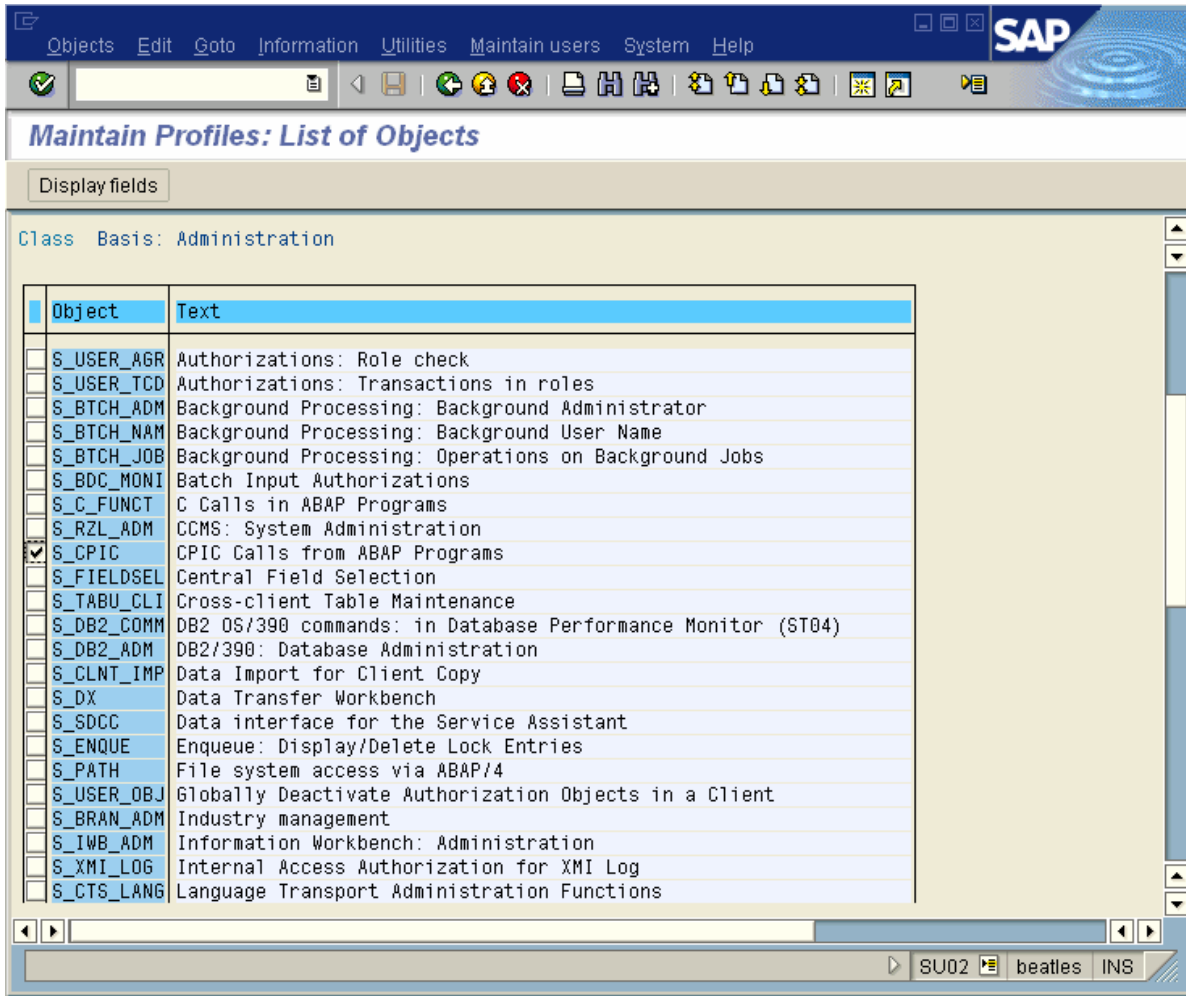 Objects Edit Goto Information Utilities Maintain users System Help
SAP
Maintain Profiles: List of Objects
Display fields
Class Basis: Administration
Object Text
S_USER_AGR Authorizations: Role check
S_USER_TCD Authorizations: Transactions in roles
S_BTCH_ADM Background Processing: Background Administrator
S_BTCH_NAM Background Processing: Background User Name
S_BTCH_JOB Background Processing: Operations on Background Jobs
S_BDC_MONI Batch Input Authorizations
S_C_FUNCT C Calls in ABAP Programs
S_RZL_ADM CCMS: System Administration
S_CPIC CPIC Calls from ABAP Programs
S_FIELDSEL Central Field Selection
S_TABU_CLI Cross-client Table Maintenance
S_DB2_COMM DB2 OS/390 commands: in Database Performance Monitor (ST04)
S_DB2_ADM DB2/390: Database Administration
S_CLNT_IMP Data Import for Client Copy
S_DX Data Transfer Workbench
S_SDCC Data interface for the Service Assistant
S_ENQUE Enqueue: Display/Delete Lock Entries
S_PATH File system access via ABAP/4
S_USER_OBJ Globally Deactivate Authorization Objects in a Client
S_BRAN_ADM Industry management
S_IWB_ADM Information Workbench: Administration
S_XMI_LOG Internal Access Authorization for XMI Log
S_CTS_LANG Language Transport Administration Functions
SU02 beatles INS